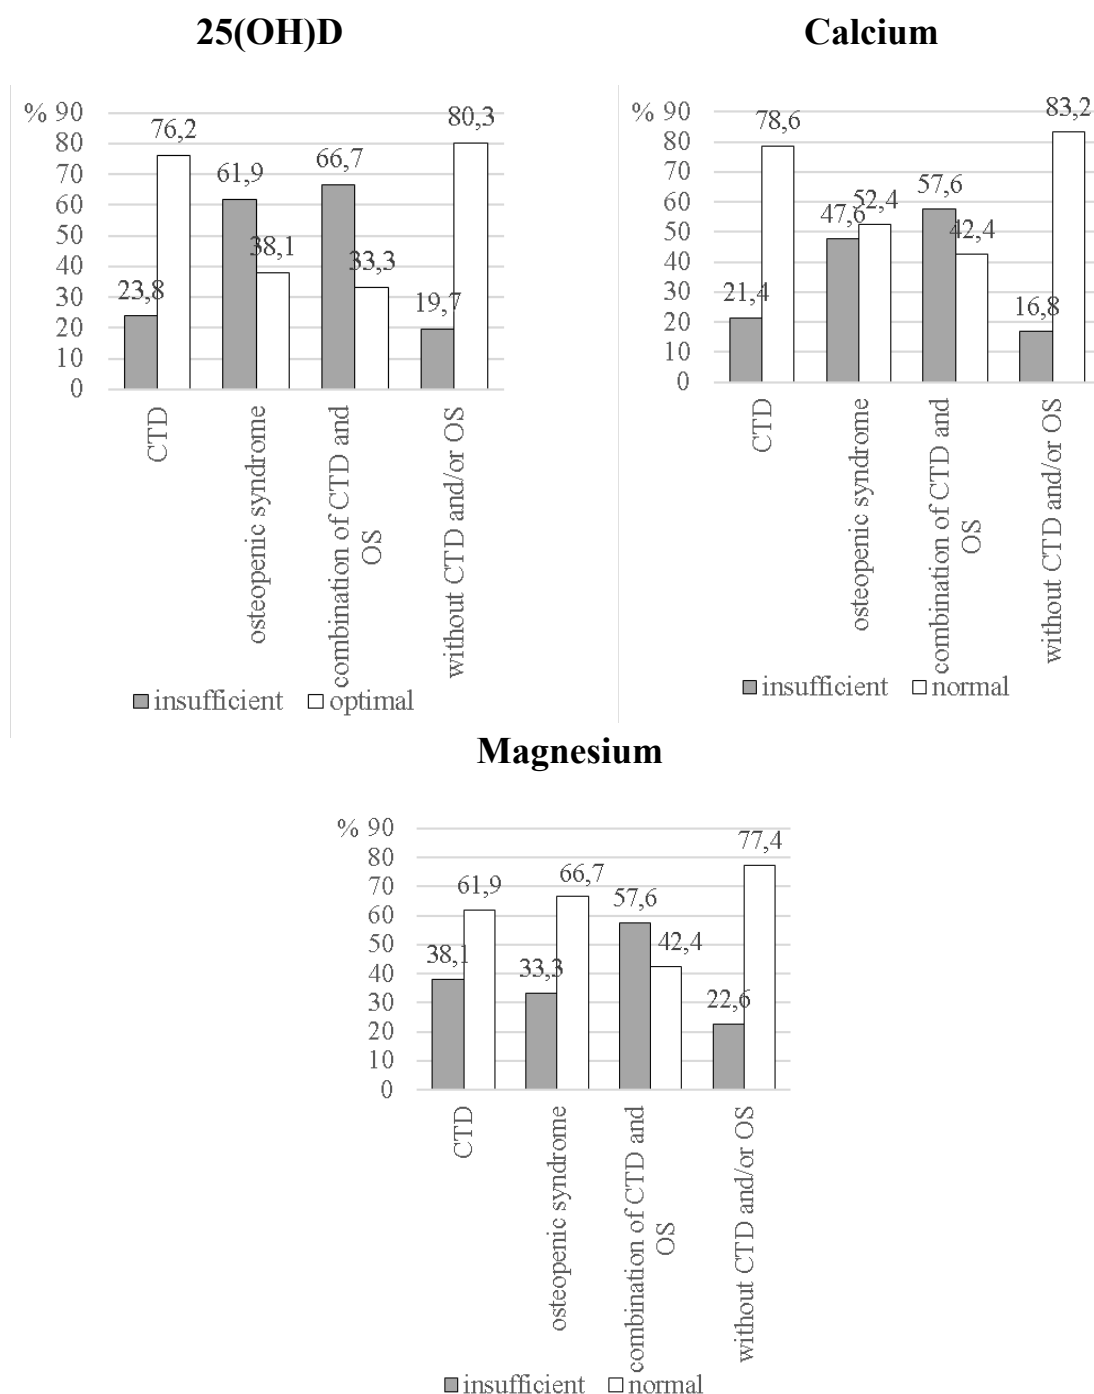 25(OH)D
% 90
80
70
60
50
40
30
20
10
0
23,8
76,2
61,9
38,1
66,7
33,3
19,7
80,3
CTD
osteopenic syndrome
combination of CTD and
OS
without CTD and/or OS
insufficient optimal
Calcium
% 90
80
70
60
50
40
30
20
10
0
21,4
78,6
47,6
52,4
57,6
42,4
16,8
83,2
CTD
osteopenic syndrome
combination of CTD and
OS
without CTD and/or OS
insufficient normal
Magnesium
% 90
80
70
60
50
40
30
20
10
0
38,1
61,9
33,3
66,7
57,6
42,4
22,6
77,4
CTD
osteopenic syndrome
combination of CTD and
OS
without CTD and/or OS
insufficient normal